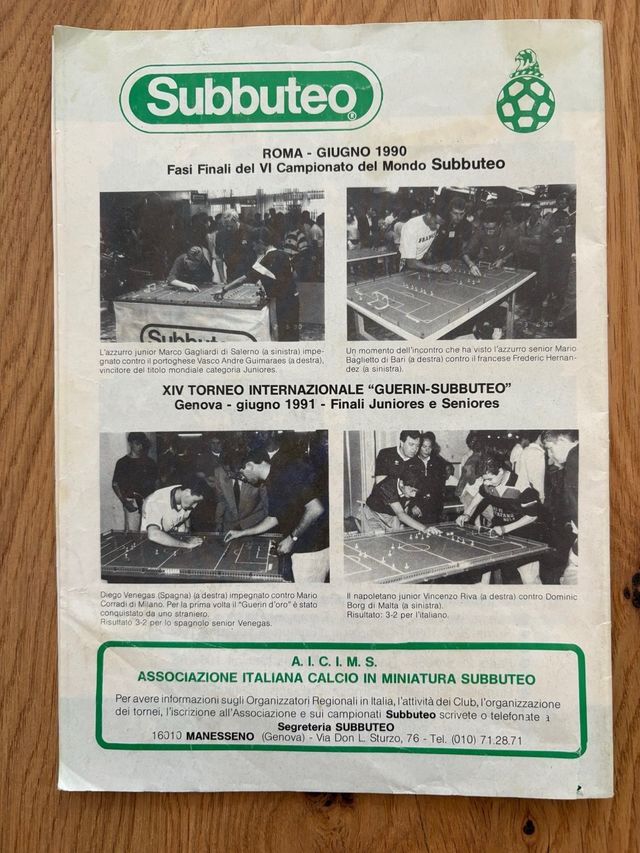 Subbuteo®
ROMA - GIUGNO 1990
Fasi Finali del VI Campionato del Mondo Subbuteo
Subbuteo
L'azzurro junior Marco Gagliardi di Salerno (a sinistra) impe-
gnato contro il portoghese Vasco Andre Guimaraes (a destra),
vincitore del titolo mondiale categoria Juniores.
Un momento dell'incontro che ha visto l'azzurro senior Mario
Baglietto di Bari (a destra) contro il francese Frederic Hernan-
dez (a sinistra).
XIV TORNEO INTERNAZIONALE “GUERIN-SUBBUTEO”
Genova - giugno 1991 - Finali Juniores e Seniores
Diego Venegas (Spagna) (a destra) impegnato contro Mario
Corradi di Milano. Per la prima volta il “Guerin d'oro” è stato
conquistato da uno straniero.
Risultato 3-2 per lo spagnolo senior Venegas.
Il napoletano junior Vincenzo Riva (a destra) contro Dominic
Borg di Malta (a sinistra).
Risultato: 3-2 per l'italiano.
A.I.C.I.M.S.
ASSOCIAZIONE ITALIANA CALCIO IN MINIATURA SUBBUTEO
Per avere informazioni sugli Organizzatori Regionali in Italia, l'attività dei Club, l'organizzazione
dei tornei, l'iscrizione all'Associazione e sui campionati Subbuteo scrivete o telefonate a
Segreteria SUBBUTEO
16010 MANESSENO (Genova) - Via Don L. Sturzo, 76 - Tel. (010) 71.28.71